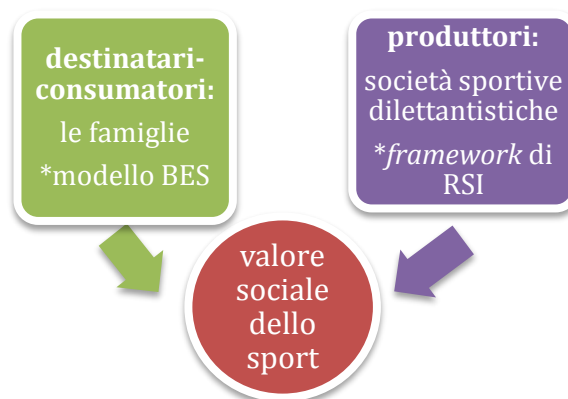 destinatari-
consumatori:
le famiglie
*modello BES
produttori:
società sportive
dilettantistiche
*framework di
RSI
valore
sociale
dello
sport